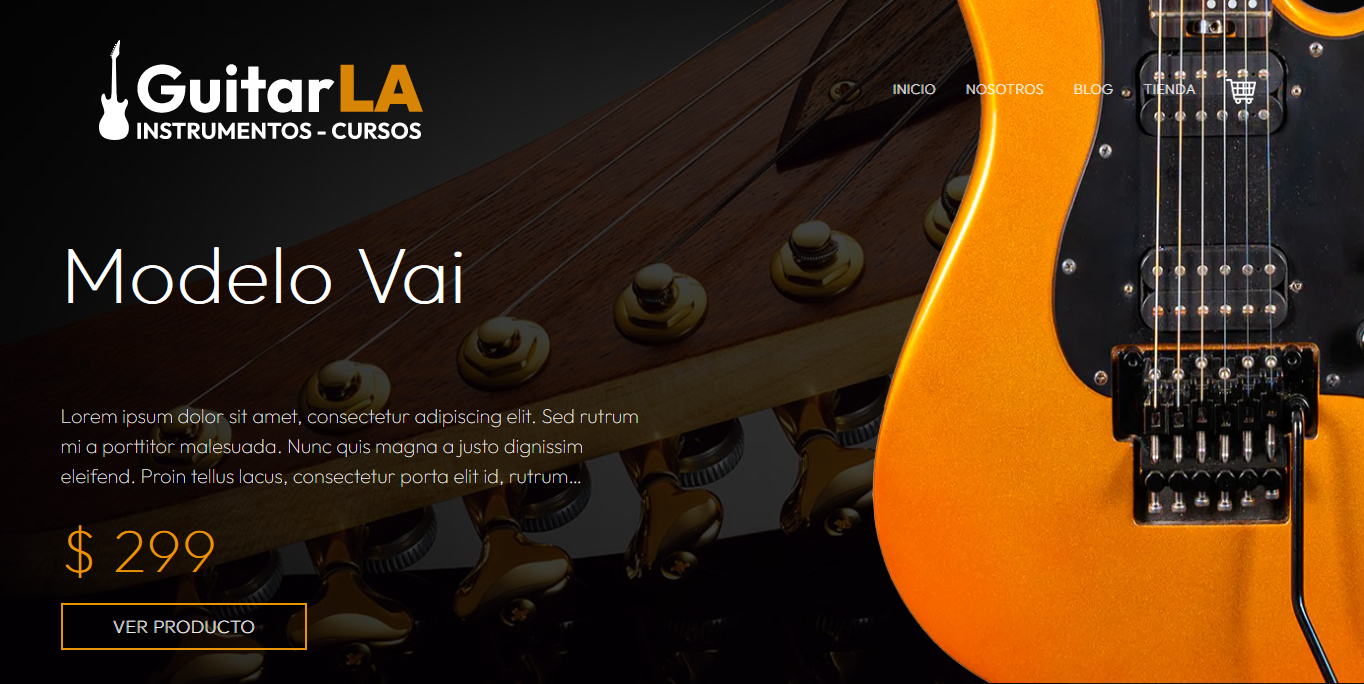 GuitarLA
INSTRUMENTOS - CURSOS
INICIO NOSOTROS BLOG TIENDA
Modelo Vai
Lorem ipsum dolor sit amet, consectetur adipiscing elit. Sed rutrum
mi a porttitor malesuada. Nunc quis magna a justo dignissim
eleifend. Proin tellus lacus, consectetur porta elit id, rutrum...
$ 299
VER PRODUCTO